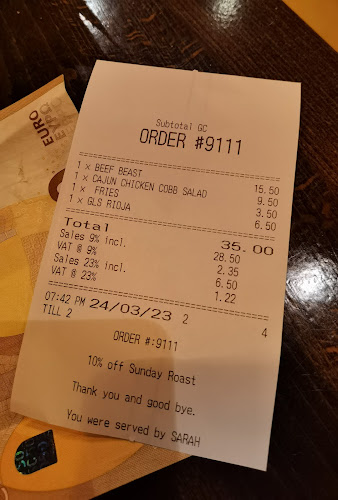 Subtotal GC
ORDER #9111
1 x BEEF BEAST 15.50
1 x CAJUN CHICKEN COBB SALAD 9.50
1 x FRIES 3.50
1 x GLS RIOJA 6.50
Total 35.00
Sales 9% incl. 28.50
VAT @ 9% 2.35
Sales 23% incl. 6.50
VAT @ 23% 1.22
07:42 PM 24/03/23 2 4
TILL 2
ORDER #:9111
10% off Sunday Roast
Thank you and good bye.
You were served by SARAH
EURO